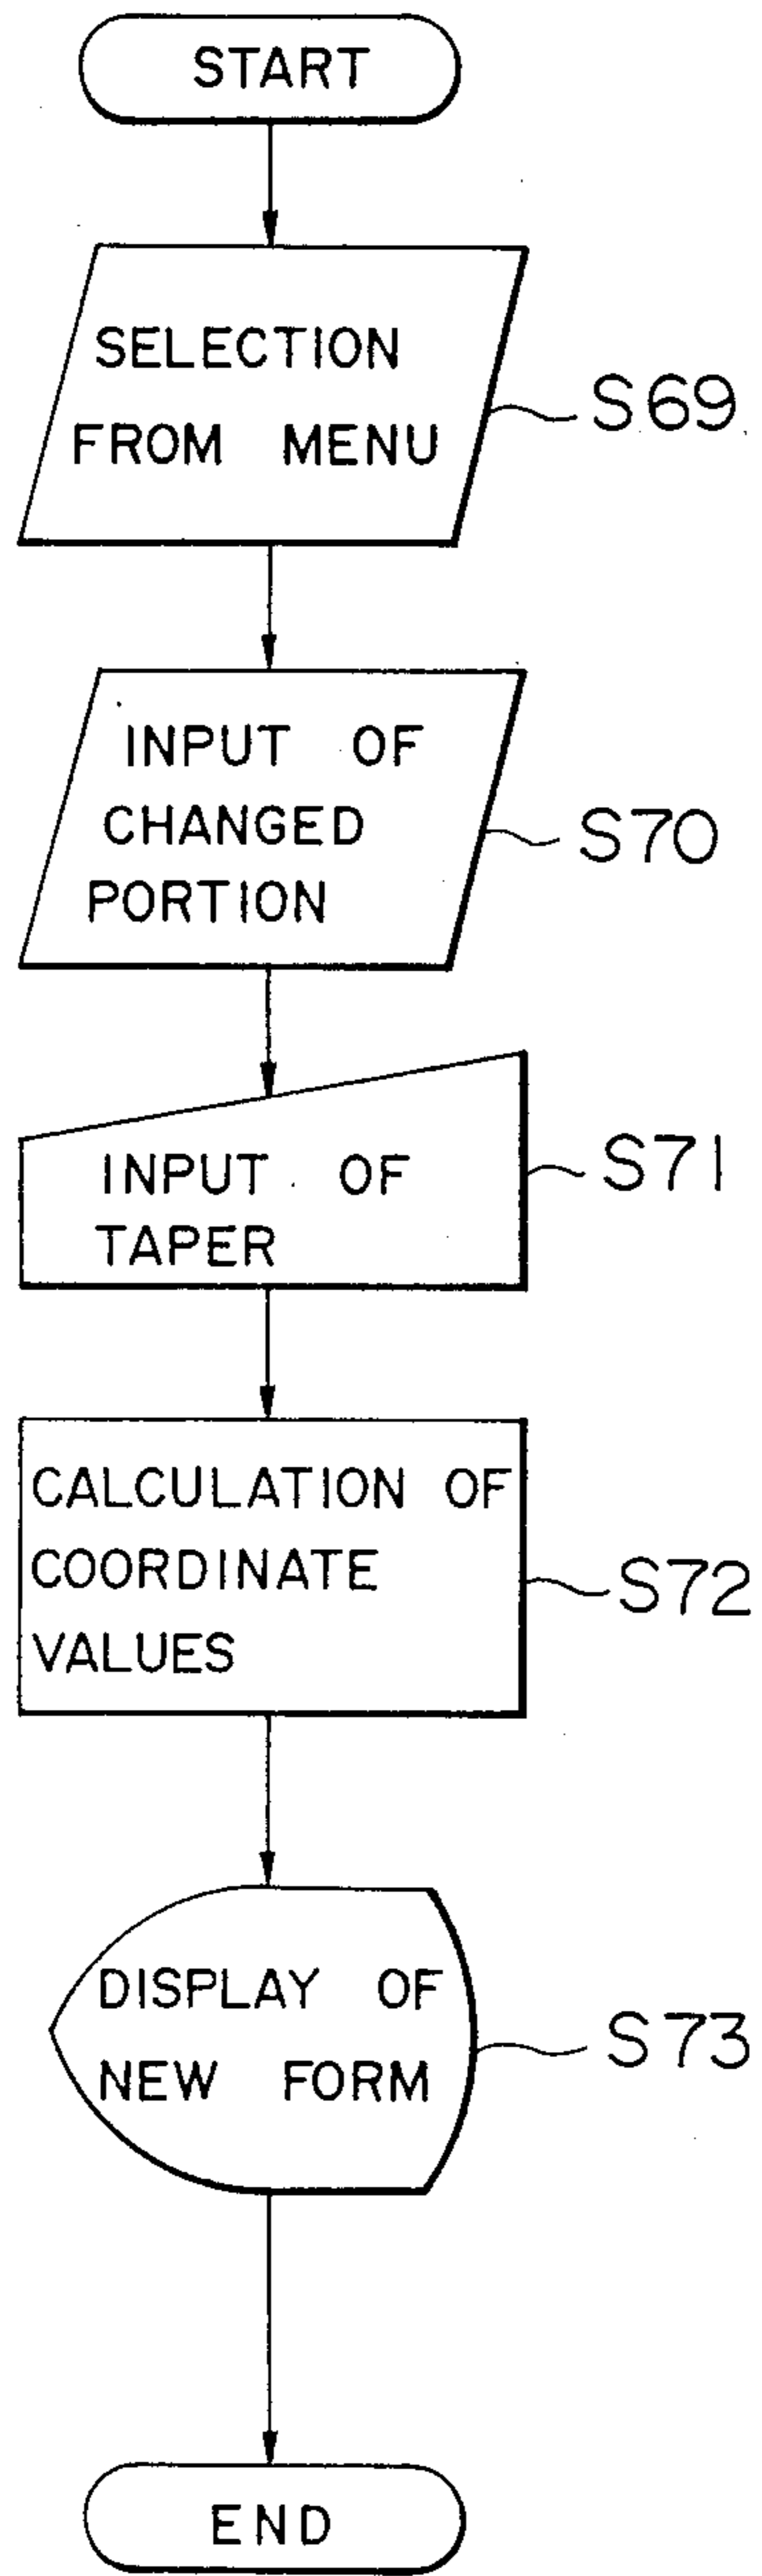 START
SELECTION
FROM MENU
S69
INPUT OF
CHANGED
PORTION
S70
INPUT OF
TAPER
S71
CALCULATION OF
COORDINATE
VALUES
S72
DISPLAY OF
NEW FORM
S73
END